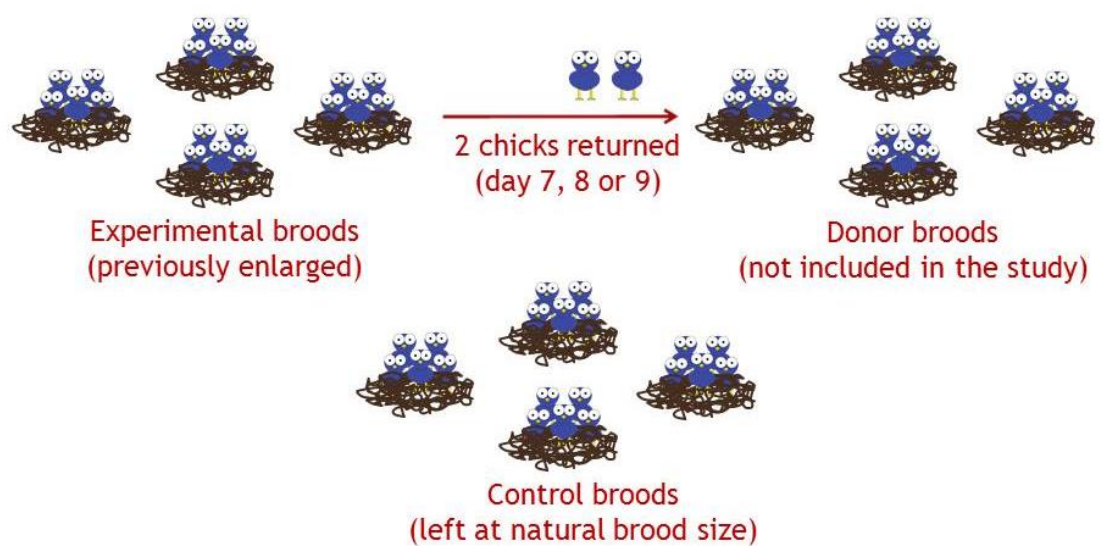 2 chicks returned
(day 7, 8 or 9)
Experimental broods
(previously enlarged)
Donor broods
(not included in the study)
Control broods
(left at natural brood size)